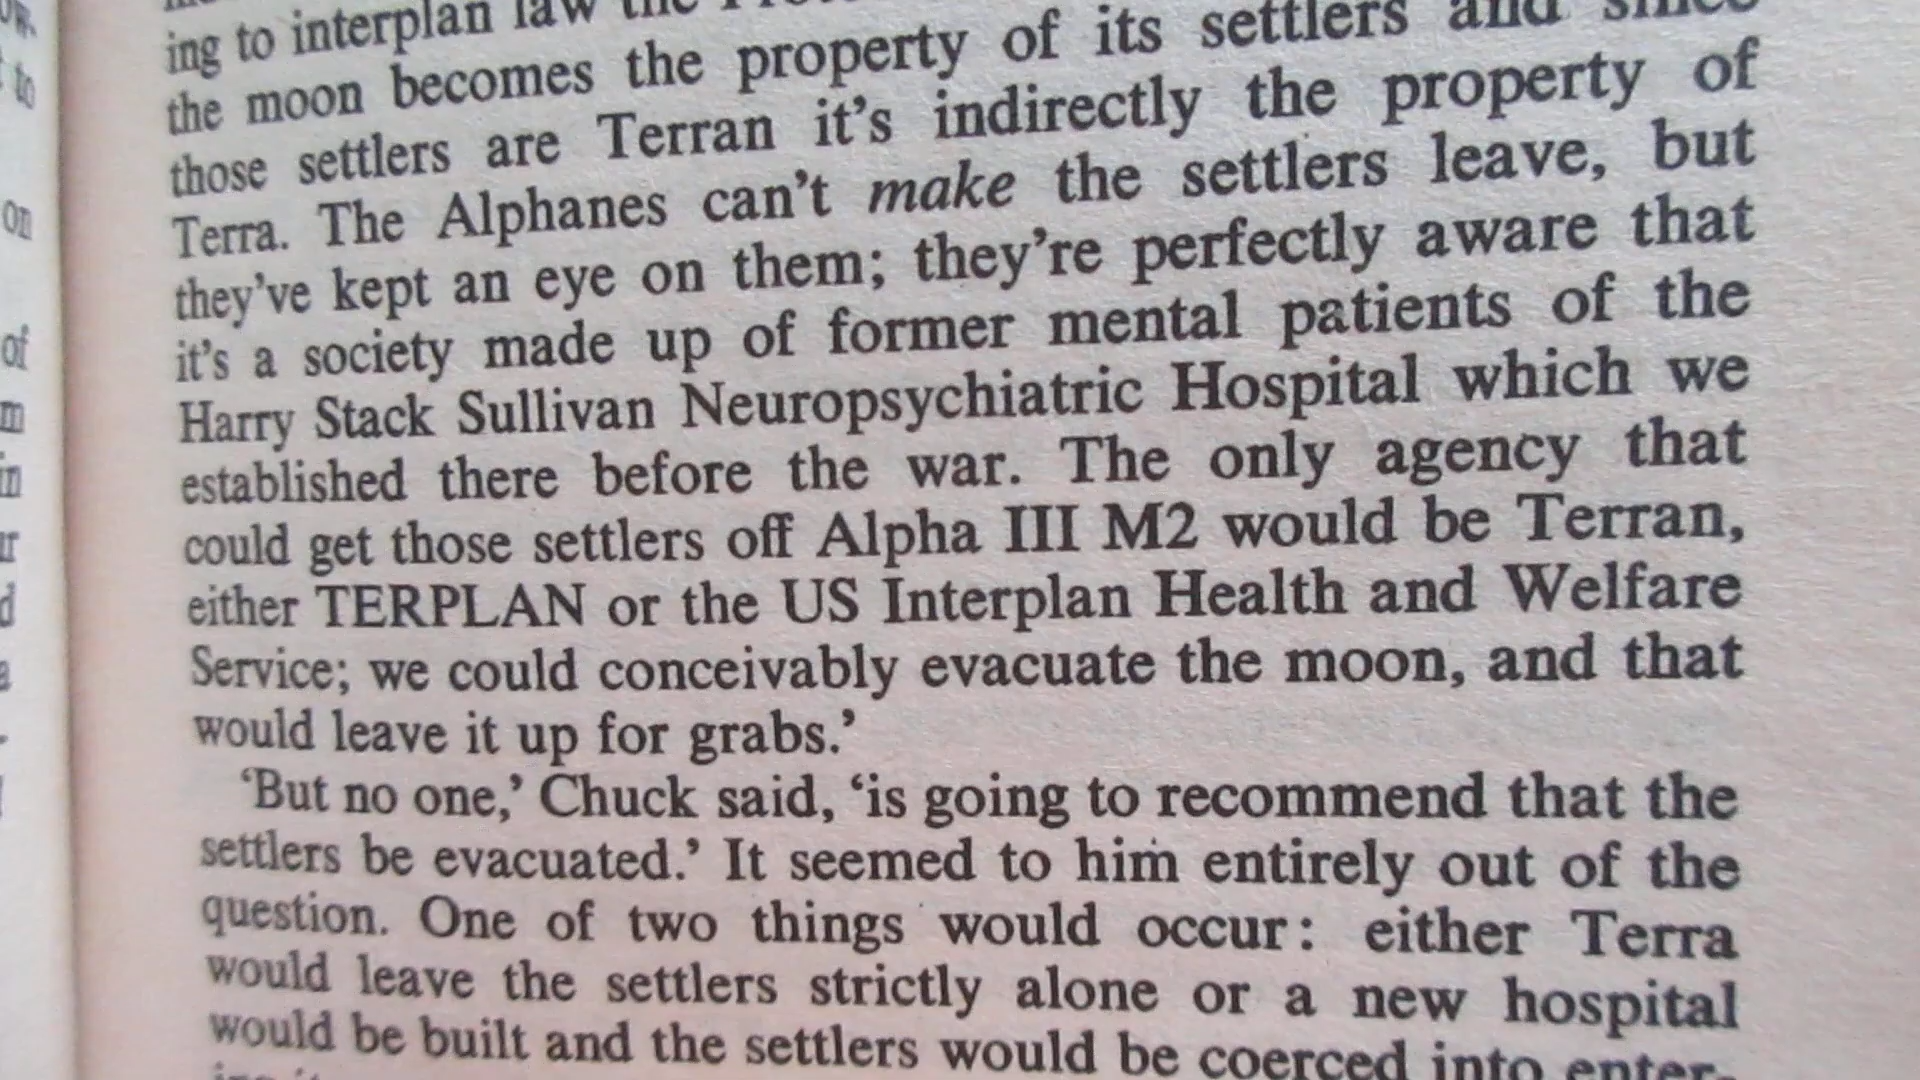 ing to interplan law the
the moon becomes the property of its settlers and since
those settlers are Terran it's indirectly the property of
Terra. The Alphanes can't make the settlers leave, but
they've kept an eye on them; they're perfectly aware that
it's a society made up of former mental patients of the
Harry Stack Sullivan Neuropsychiatric Hospital which we
established there before the war. The only agency that
could get those settlers off Alpha III M2 would be Terran,
either TERPLAN or the US Interplan Health and Welfare
Service; we could conceivably evacuate the moon, and that
would leave it up for grabs.’
‘But no one,’ Chuck said, ‘is going to recommend that the
settlers be evacuated.’ It seemed to him entirely out of the
question. One of two things would occur: either Terra
would leave the settlers strictly alone or a new hospital
would be built and the settlers would be coerced into enter-
to
on
of
in